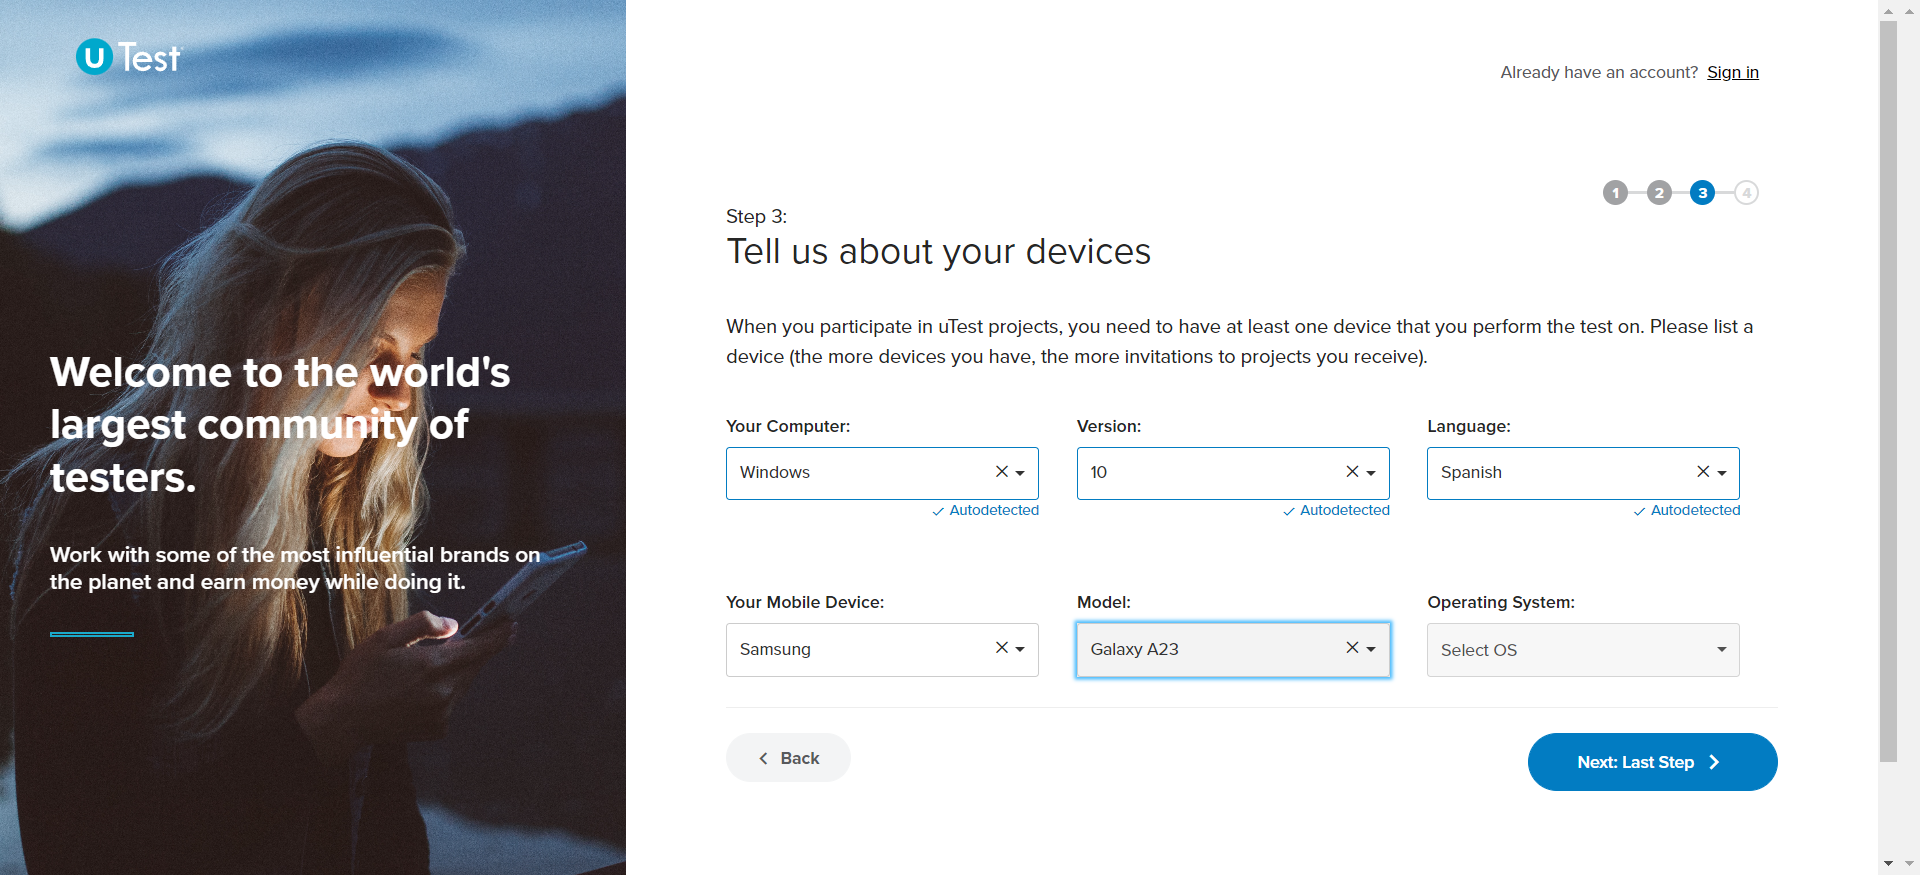 U Test
Already have an account? Sign in
1 2 3 4
Step 3:
Tell us about your devices
When you participate in uTest projects, you need to have at least one device that you perform the test on. Please list a
device (the more devices you have, the more invitations to projects you receive).
Welcome to the world's
largest community of
testers.
Work with some of the most influential brands on
the planet and earn money while doing it.
Your Computer: Version: Language:
Windows 10 Spanish
Autodetected Autodetected Autodetected
Your Mobile Device: Model: Operating System:
Samsung Galaxy A23 Select OS
Back Next: Last Step